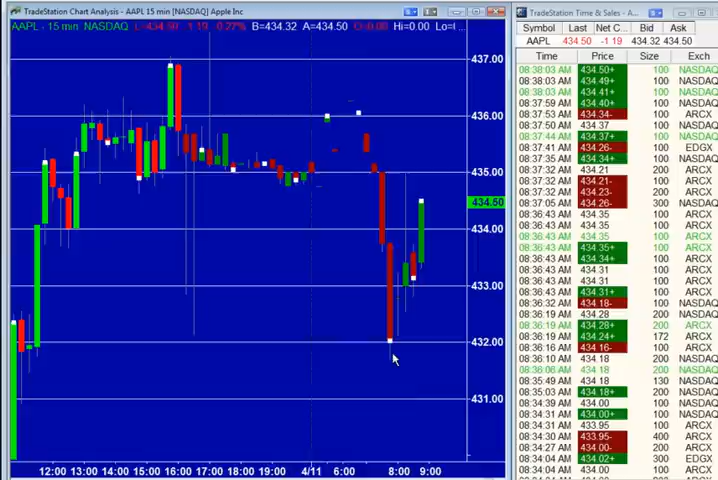 TradeStation Chart Analysis - AAPL 15 min [NASDAQ] Apple Inc
AAPL - 15 min NASDAQ L=434.50 -1.19 -0.27% B=434.32 A=434.50 O=0.00 Hi=0.00 Lo=
437.00
436.00
435.00
434.50
434.00
433.00
432.00
431.00
12:00 13:00 14:00 15:00 16:00 17:00 18:00 19:00 4/11 6:00 8:00 9:00
TradeStation Time & Sales - AAPL
Symbol Last Net C... Bid Ask
AAPL 434.50 -1.19 434.32 434.50
Time Price Size Exch
08:38:03 AM 434.50+ 100 NASDAQ
08:38:03 AM 434.49+ 100 NASDAQ
08:38:03 AM 434.41+ 100 NASDAQ
08:37:59 AM 434.40+ 100 NASDAQ
08:37:53 AM 434.34- 100 ARCX
08:37:50 AM 434.37 100 NASDAQ
08:37:44 AM 434.37+ 100 NASDAQ
08:37:41 AM 434.26- 100 EDGX
08:37:35 AM 434.34+ 100 NASDAQ
08:37:32 AM 434.21 200 ARCX
08:37:32 AM 434.21- 100 ARCX
08:37:32 AM 434.23- 200 ARCX
08:37:05 AM 434.26- 300 NASDAQ
08:36:43 AM 434.35 100 ARCX
08:36:43 AM 434.35 100 ARCX
08:36:43 AM 434.35 100 ARCX
08:36:43 AM 434.35+ 100 ARCX
08:36:43 AM 434.34+ 100 ARCX
08:36:43 AM 434.31 100 ARCX
08:36:43 AM 434.31 100 ARCX
08:36:43 AM 434.31+ 100 ARCX
08:36:32 AM 434.18- 100 NASDAQ
08:36:19 AM 434.28 200 NASDAQ
08:36:19 AM 434.28+ 200 ARCX
08:36:19 AM 434.24+ 172 ARCX
08:36:16 AM 434.16- 100 ARCX
08:36:10 AM 434.18 200 NASDAQ
08:36:06 AM 434.18 200 NASDAQ
08:35:49 AM 434.18 130 NASDAQ
08:35:03 AM 434.18+ 200 NASDAQ
08:34:39 AM 434.00 100 NASDAQ
08:34:31 AM 434.00+ 100 ARCX
08:34:31 AM 433.95 100 ARCX
08:34:30 AM 433.95- 400 ARCX
08:34:27 AM 434.00- 200 ARCX
08:34:04 AM 434.02+ 300 EDGX
08:34:04 AM 434.00 100 ARCX